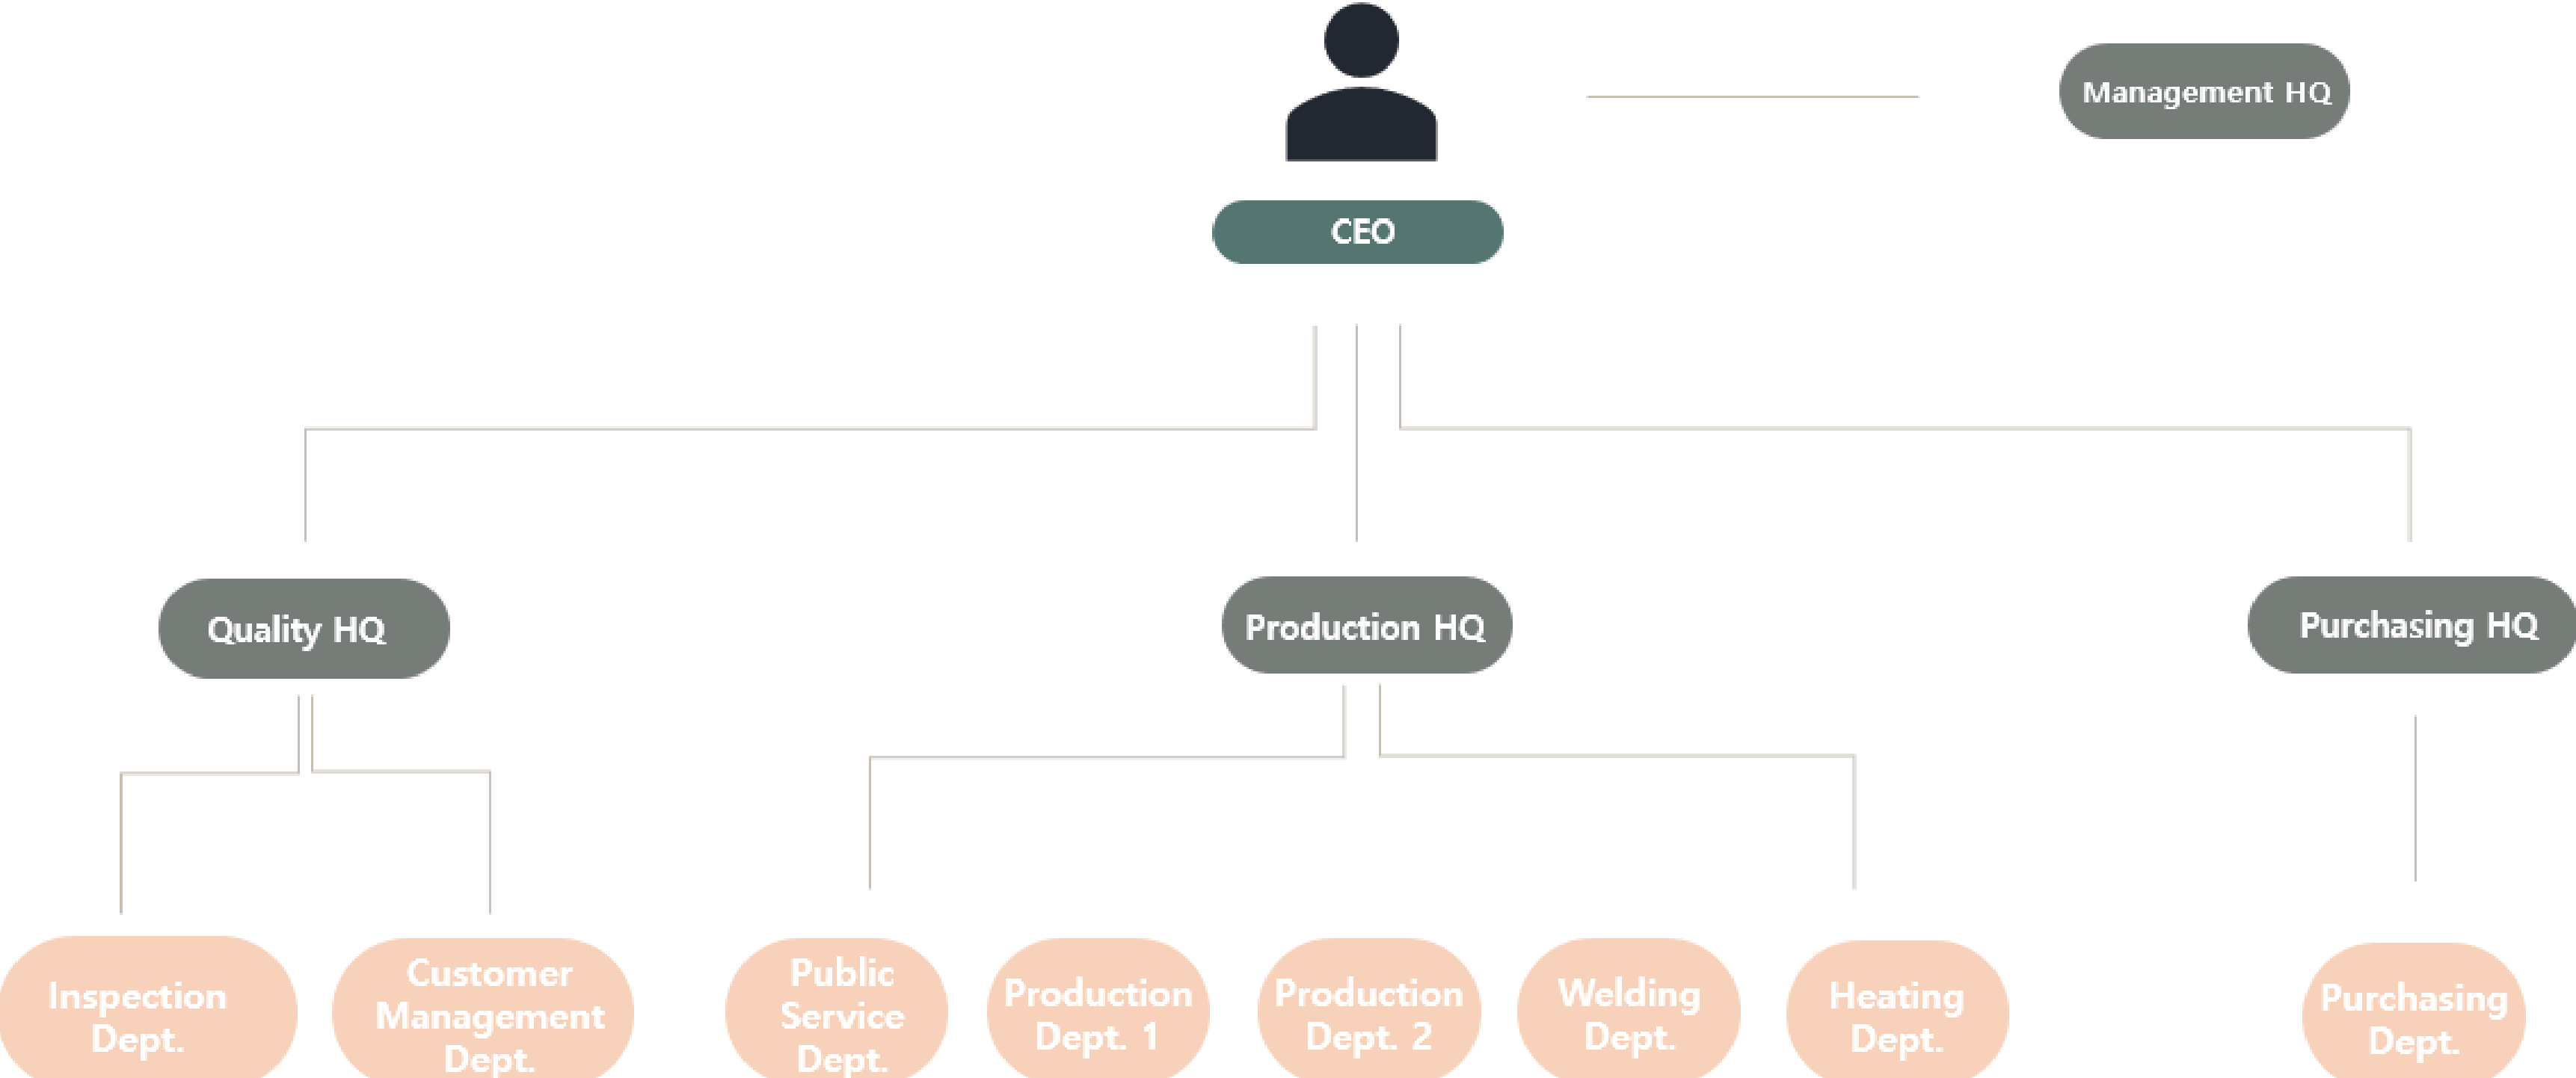 Management HQ
CEO
Quality HQ
Production HQ
Purchasing HQ
Inspection
Dept.
Customer
Management
Dept.
Public
Service
Dept.
Production
Dept. 1
Production
Dept. 2
Welding
Dept.
Heating
Dept.
Purchasing
Dept.